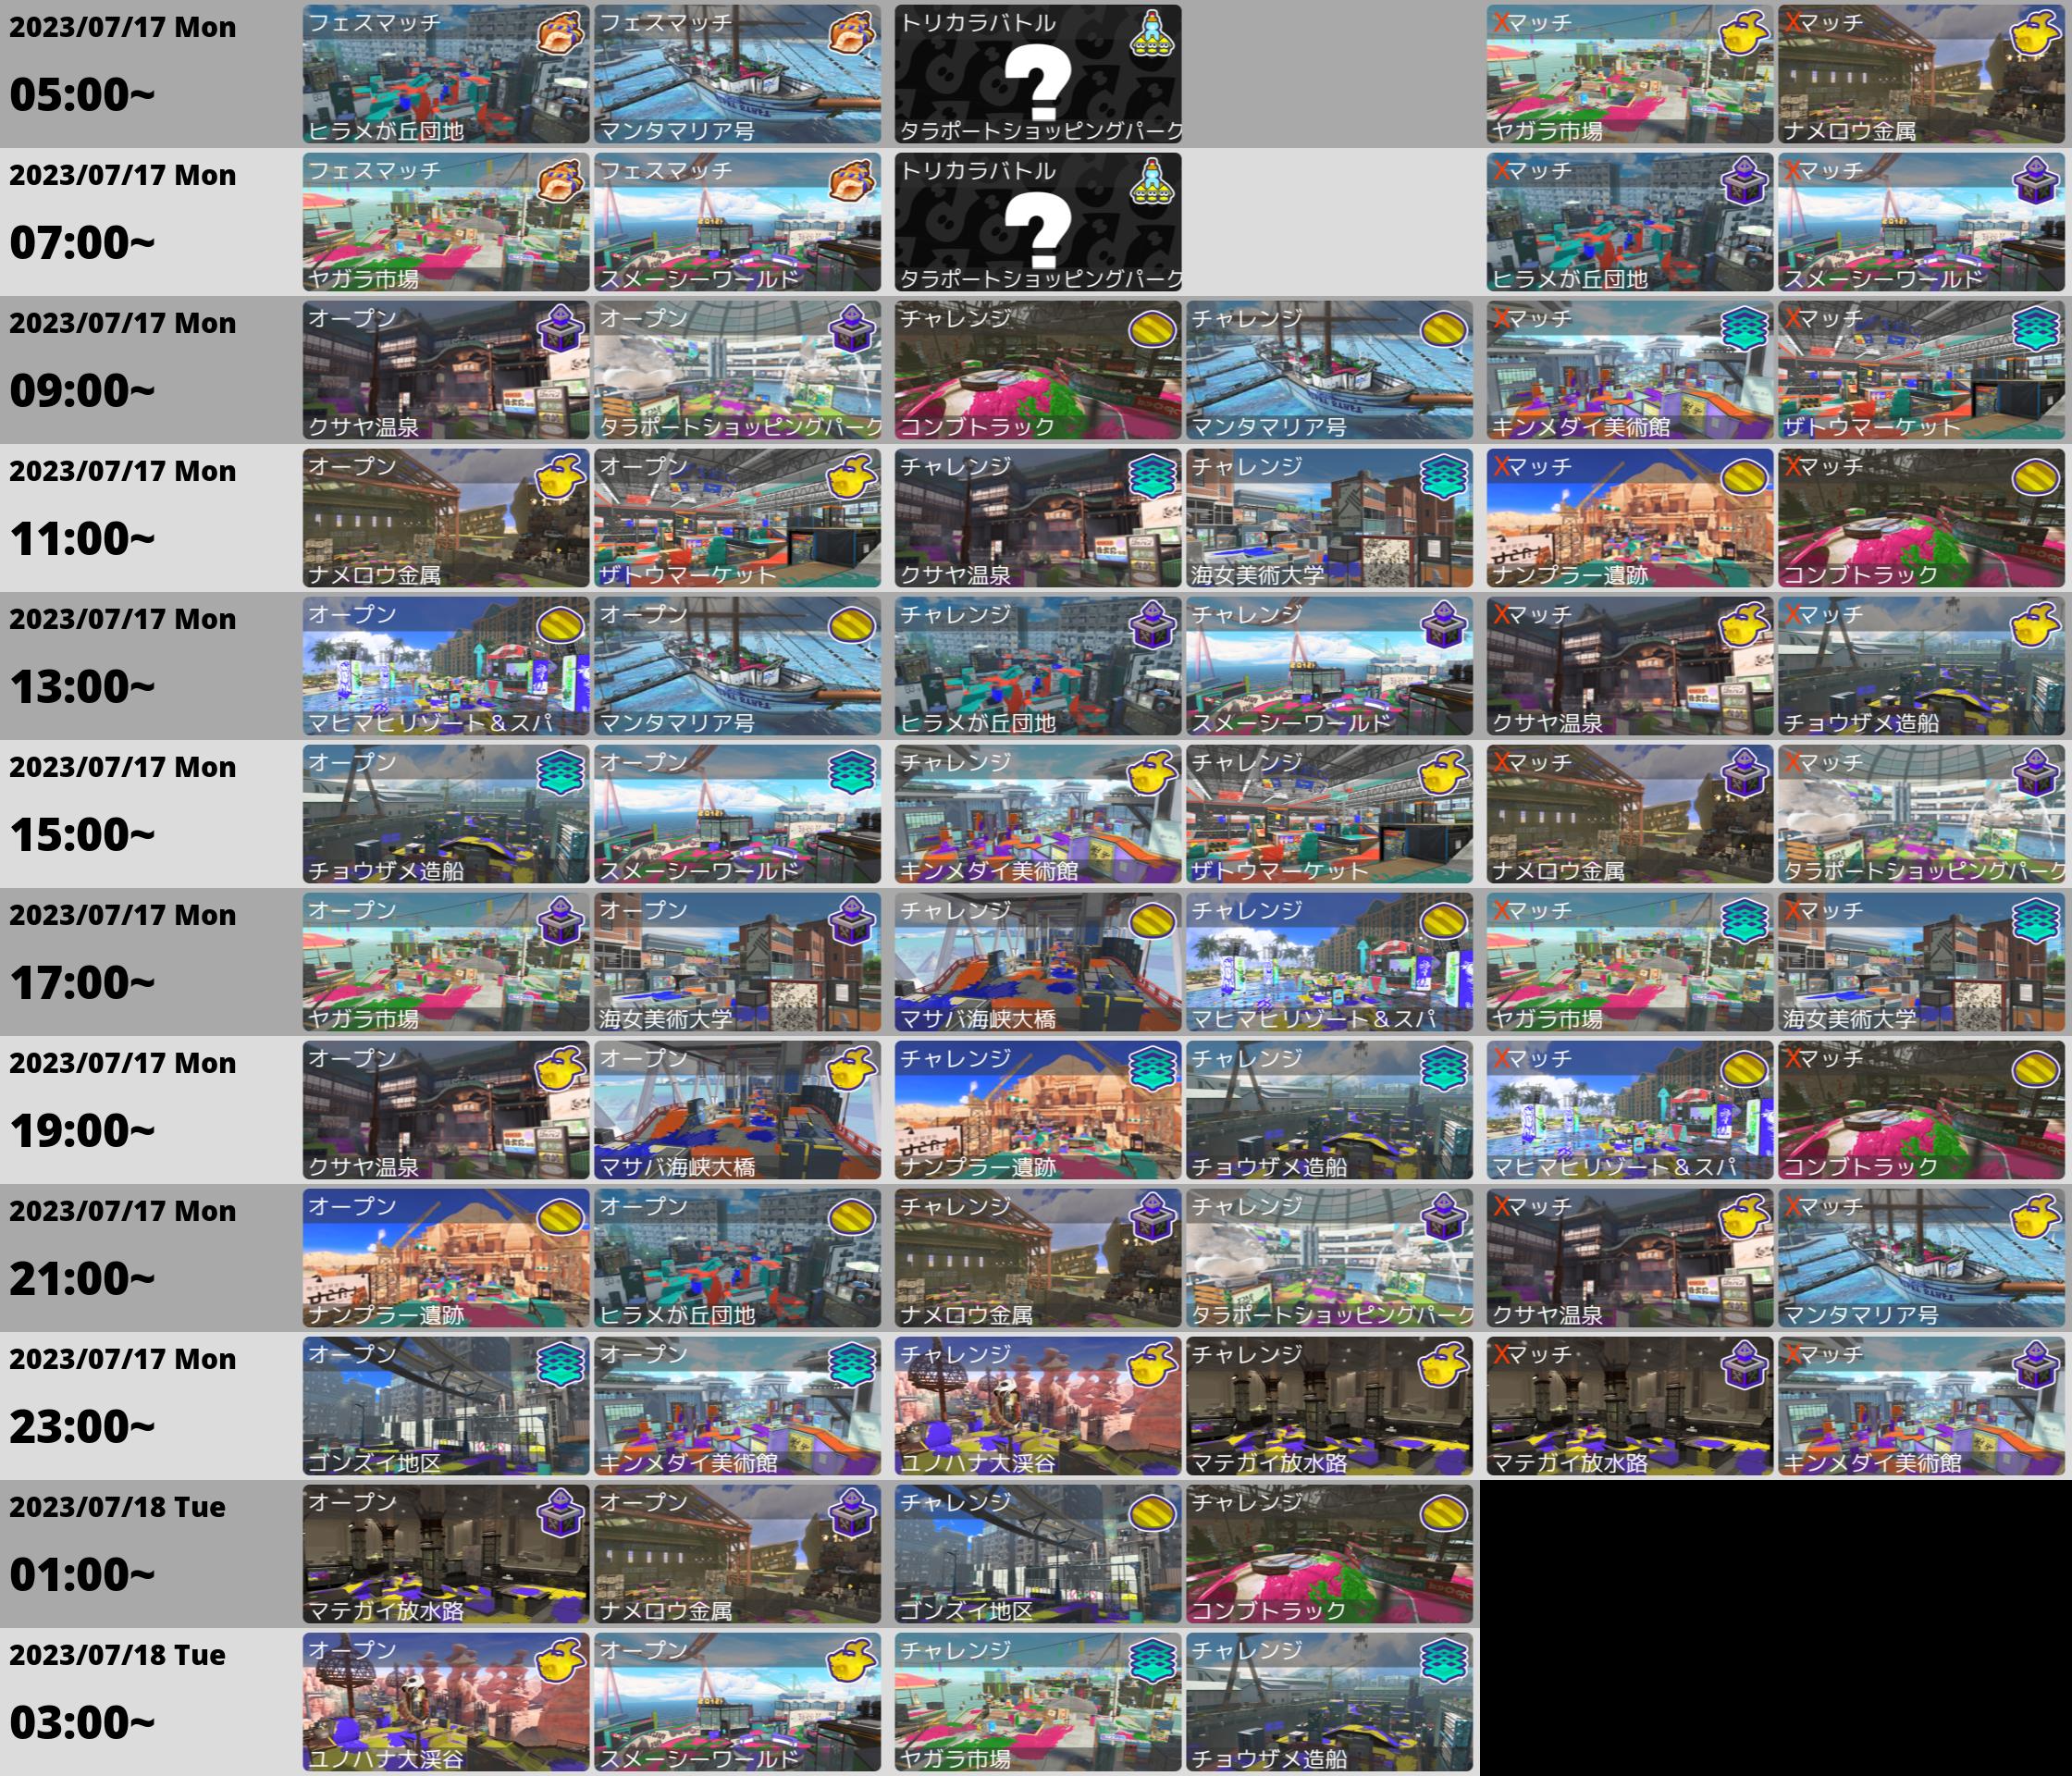 2023/07/17 Mon
05:00~
フェスマッチ
ヒラメが丘団地
フェスマッチ
マンタマリア号
トリカラバトル
?
タラポートショッピングパーク
Xマッチ
ヤガラ市場
Xマッチ
ナメロウ金属
2023/07/17 Mon
07:00~
フェスマッチ
ヤガラ市場
フェスマッチ
スメーシーワールド
トリカラバトル
?
タラポートショッピングパーク
Xマッチ
ヒラメが丘団地
Xマッチ
スメーシーワールド
2023/07/17 Mon
09:00~
オープン
クサヤ温泉
オープン
タラポートショッピングパーク
チャレンジ
コンブトラック
チャレンジ
マンタマリア号
Xマッチ
キンメダイ美術館
Xマッチ
ザトウマーケット
2023/07/17 Mon
11:00~
オープン
ナメロウ金属
オープン
ザトウマーケット
チャレンジ
クサヤ温泉
チャレンジ
海女美術大学
Xマッチ
ナンプラー遺跡
Xマッチ
コンブトラック
2023/07/17 Mon
13:00~
オープン
マヒマヒリゾート&スパ
オープン
マンタマリア号
チャレンジ
ヒラメが丘団地
チャレンジ
スメーシーワールド
Xマッチ
クサヤ温泉
Xマッチ
チョウザメ造船
2023/07/17 Mon
15:00~
オープン
チョウザメ造船
オープン
スメーシーワールド
チャレンジ
キンメダイ美術館
チャレンジ
ザトウマーケット
Xマッチ
ナメロウ金属
Xマッチ
タラポートショッピングパーク
2023/07/17 Mon
17:00~
オープン
ヤガラ市場
オープン
海女美術大学
チャレンジ
マサバ海峡大橋
チャレンジ
マヒマヒリゾート&スパ
Xマッチ
ヤガラ市場
Xマッチ
海女美術大学
2023/07/17 Mon
19:00~
オープン
クサヤ温泉
オープン
マサバ海峡大橋
チャレンジ
ナンプラー遺跡
チャレンジ
チョウザメ造船
Xマッチ
マヒマヒリゾート&スパ
Xマッチ
コンブトラック
2023/07/17 Mon
21:00~
オープン
ナンプラー遺跡
オープン
ヒラメが丘団地
チャレンジ
ナメロウ金属
チャレンジ
タラポートショッピングパーク
Xマッチ
クサヤ温泉
Xマッチ
マンタマリア号
2023/07/17 Mon
23:00~
オープン
ゴンズイ地区
オープン
キンメダイ美術館
チャレンジ
ユノハナ大渓谷
チャレンジ
マテガイ放水路
Xマッチ
マテガイ放水路
Xマッチ
キンメダイ美術館
2023/07/18 Tue
01:00~
オープン
マテガイ放水路
オープン
ナメロウ金属
チャレンジ
ゴンズイ地区
チャレンジ
コンブトラック
2023/07/18 Tue
03:00~
オープン
ユノハナ大渓谷
オープン
スメーシーワールド
チャレンジ
ヤガラ市場
チャレンジ
チョウザメ造船